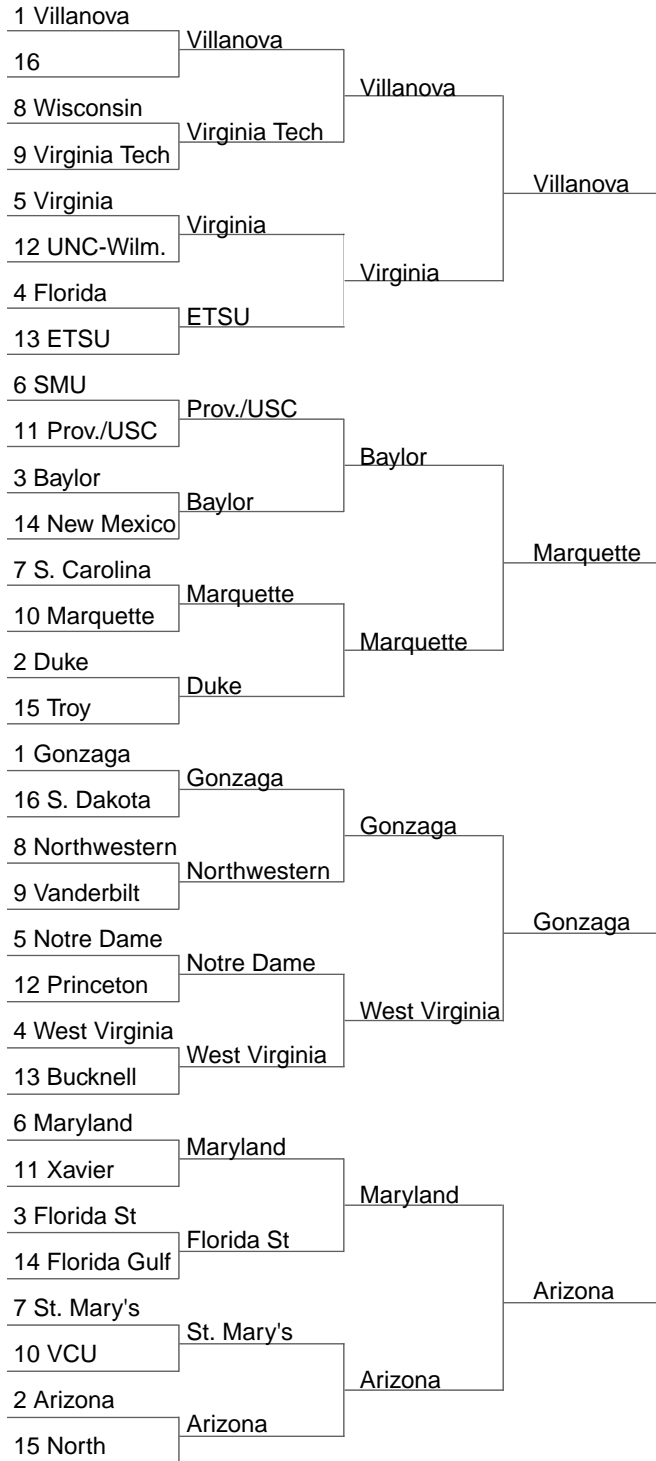 1 Villanova
Villanova
16
Villanova
8 Wisconsin
Virginia Tech
9 Virginia Tech
Villanova
5 Virginia
Virginia
12 UNC-Wilm.
Virginia
4 Florida
ETSU
13 ETSU
6 SMU
Prov./USC
11 Prov./USC
Baylor
3 Baylor
Baylor
14 New Mexico
Marquette
7 S. Carolina
Marquette
10 Marquette
Marquette
2 Duke
Duke
15 Troy
1 Gonzaga
Gonzaga
16 S. Dakota
Gonzaga
8 Northwestern
Northwestern
9 Vanderbilt
Gonzaga
5 Notre Dame
Notre Dame
12 Princeton
West Virginia
4 West Virginia
West Virginia
13 Bucknell
6 Maryland
Maryland
11 Xavier
Maryland
3 Florida St
Florida St
14 Florida Gulf
Arizona
7 St. Mary's
St. Mary's
10 VCU
Arizona
2 Arizona
Arizona
15 North